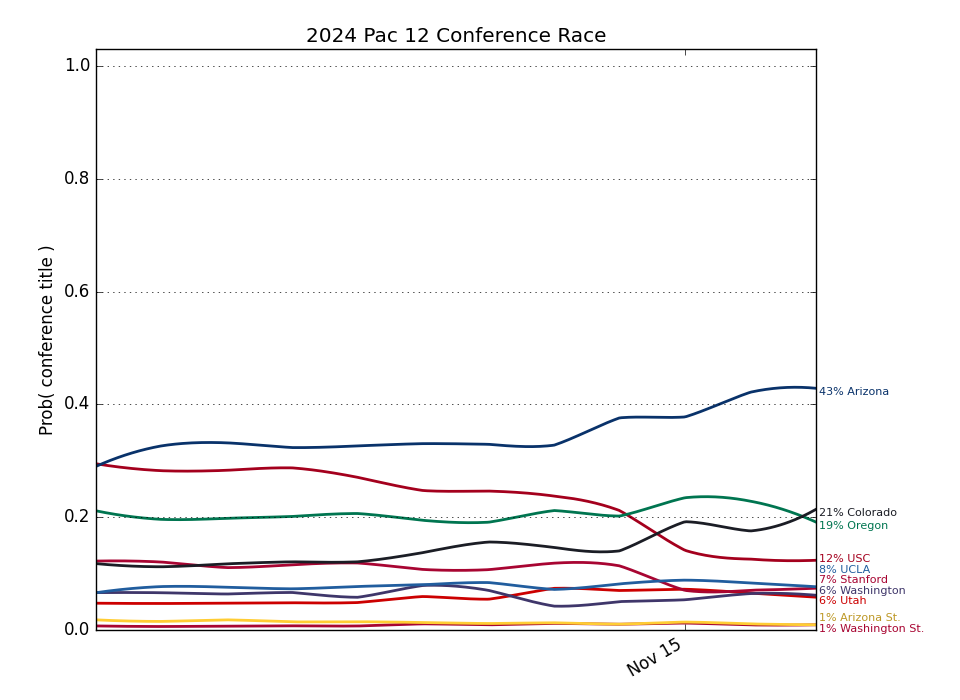 2024 Pac 12 Conference Race
1.0
0.8
0.6
0.4
0.2
0.0
Prob( conference title )
43% Arizona
21% Colorado
19% Oregon
12% USC
8% UCLA
7% Stanford
6% Washington
6% Utah
1% Arizona St.
1% Washington St.
Nov 15